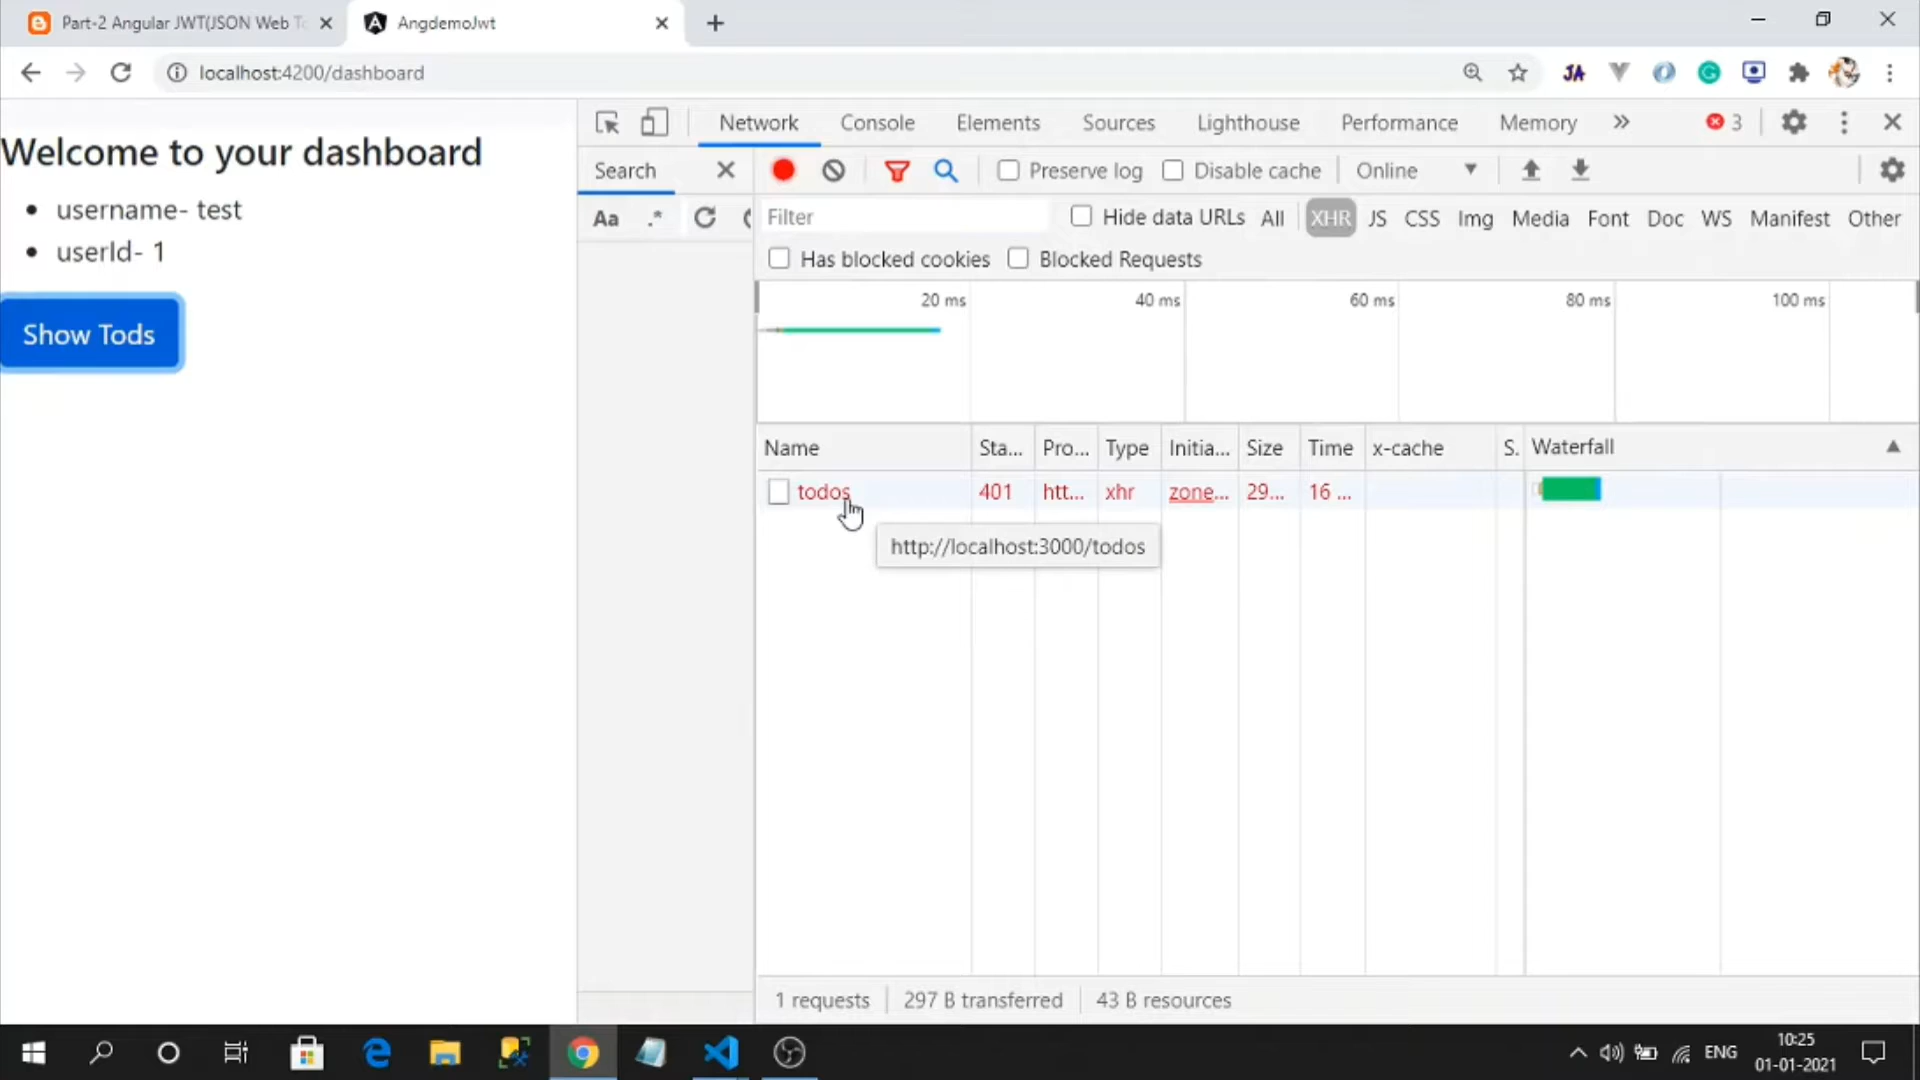 Part-2 Angular JWT(JSON Web To
AngdemoJwt
localhost:4200/dashboard
JA
Welcome to your dashboard
username- test
userId- 1
Show Tods
Network Console Elements Sources Lighthouse Performance Memory 3
Search
Preserve log Disable cache Online
Aa .*
Filter Hide data URLs All XHR JS CSS Img Media Font Doc WS Manifest Other
Has blocked cookies Blocked Requests
20 ms 40 ms 60 ms 80 ms 100 ms
Name Sta... Pro... Type Initia... Size Time x-cache S. Waterfall
todos 401 htt... xhr zone... 29... 16 ...
http://localhost:3000/todos
1 requests 297 B transferred 43 B resources
ENG
10:25
01-01-2021